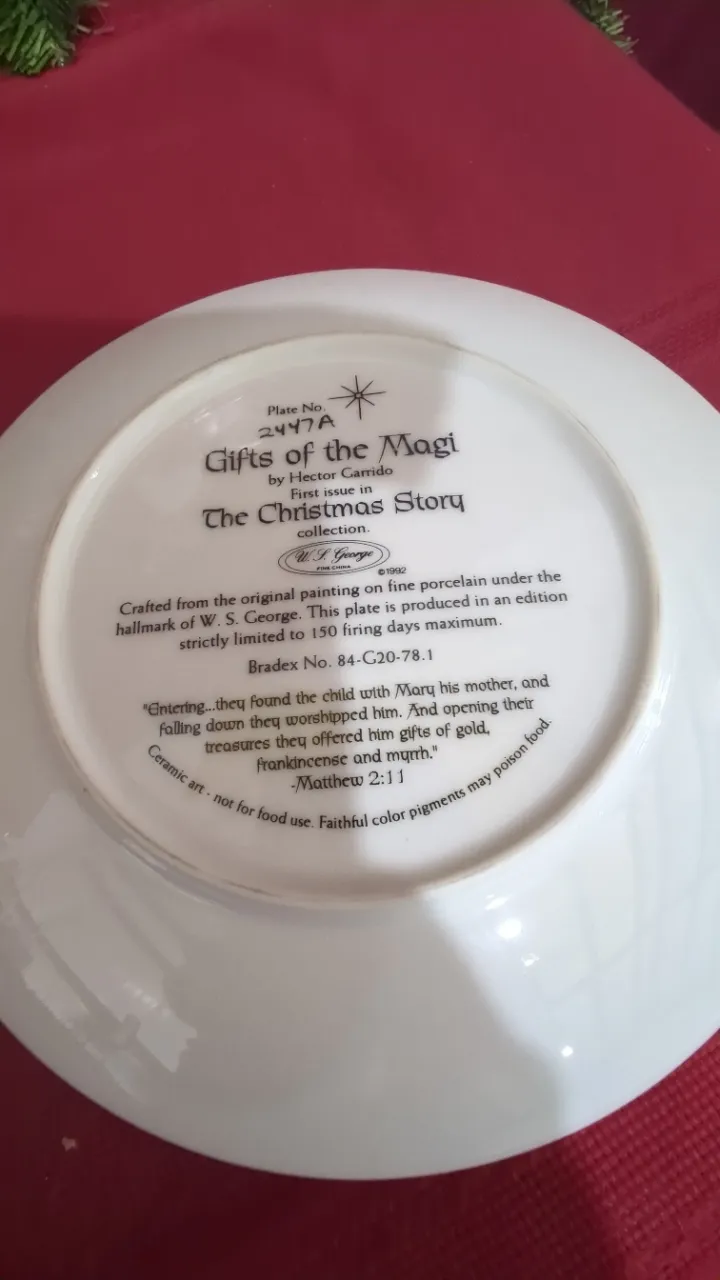 Plate No.
2447A
Gifts of the Magi
by Hector Garrido
First issue in
The Christmas Story
collection.
W. S. George
FINE CHINA
©1992
Crafted from the original painting on fine porcelain under the
hallmark of W. S. George. This plate is produced in an edition
strictly limited to 150 firing days maximum.
Bradex No. 84-G20-78.1
"Entering...they found the child with Mary his mother, and
falling down they worshipped him. And opening their
treasures they offered him gifts of gold,
frankincense and myrrh."
-Matthew 2:11
Ceramic art - not for food use. Faithful color pigments may poison food.